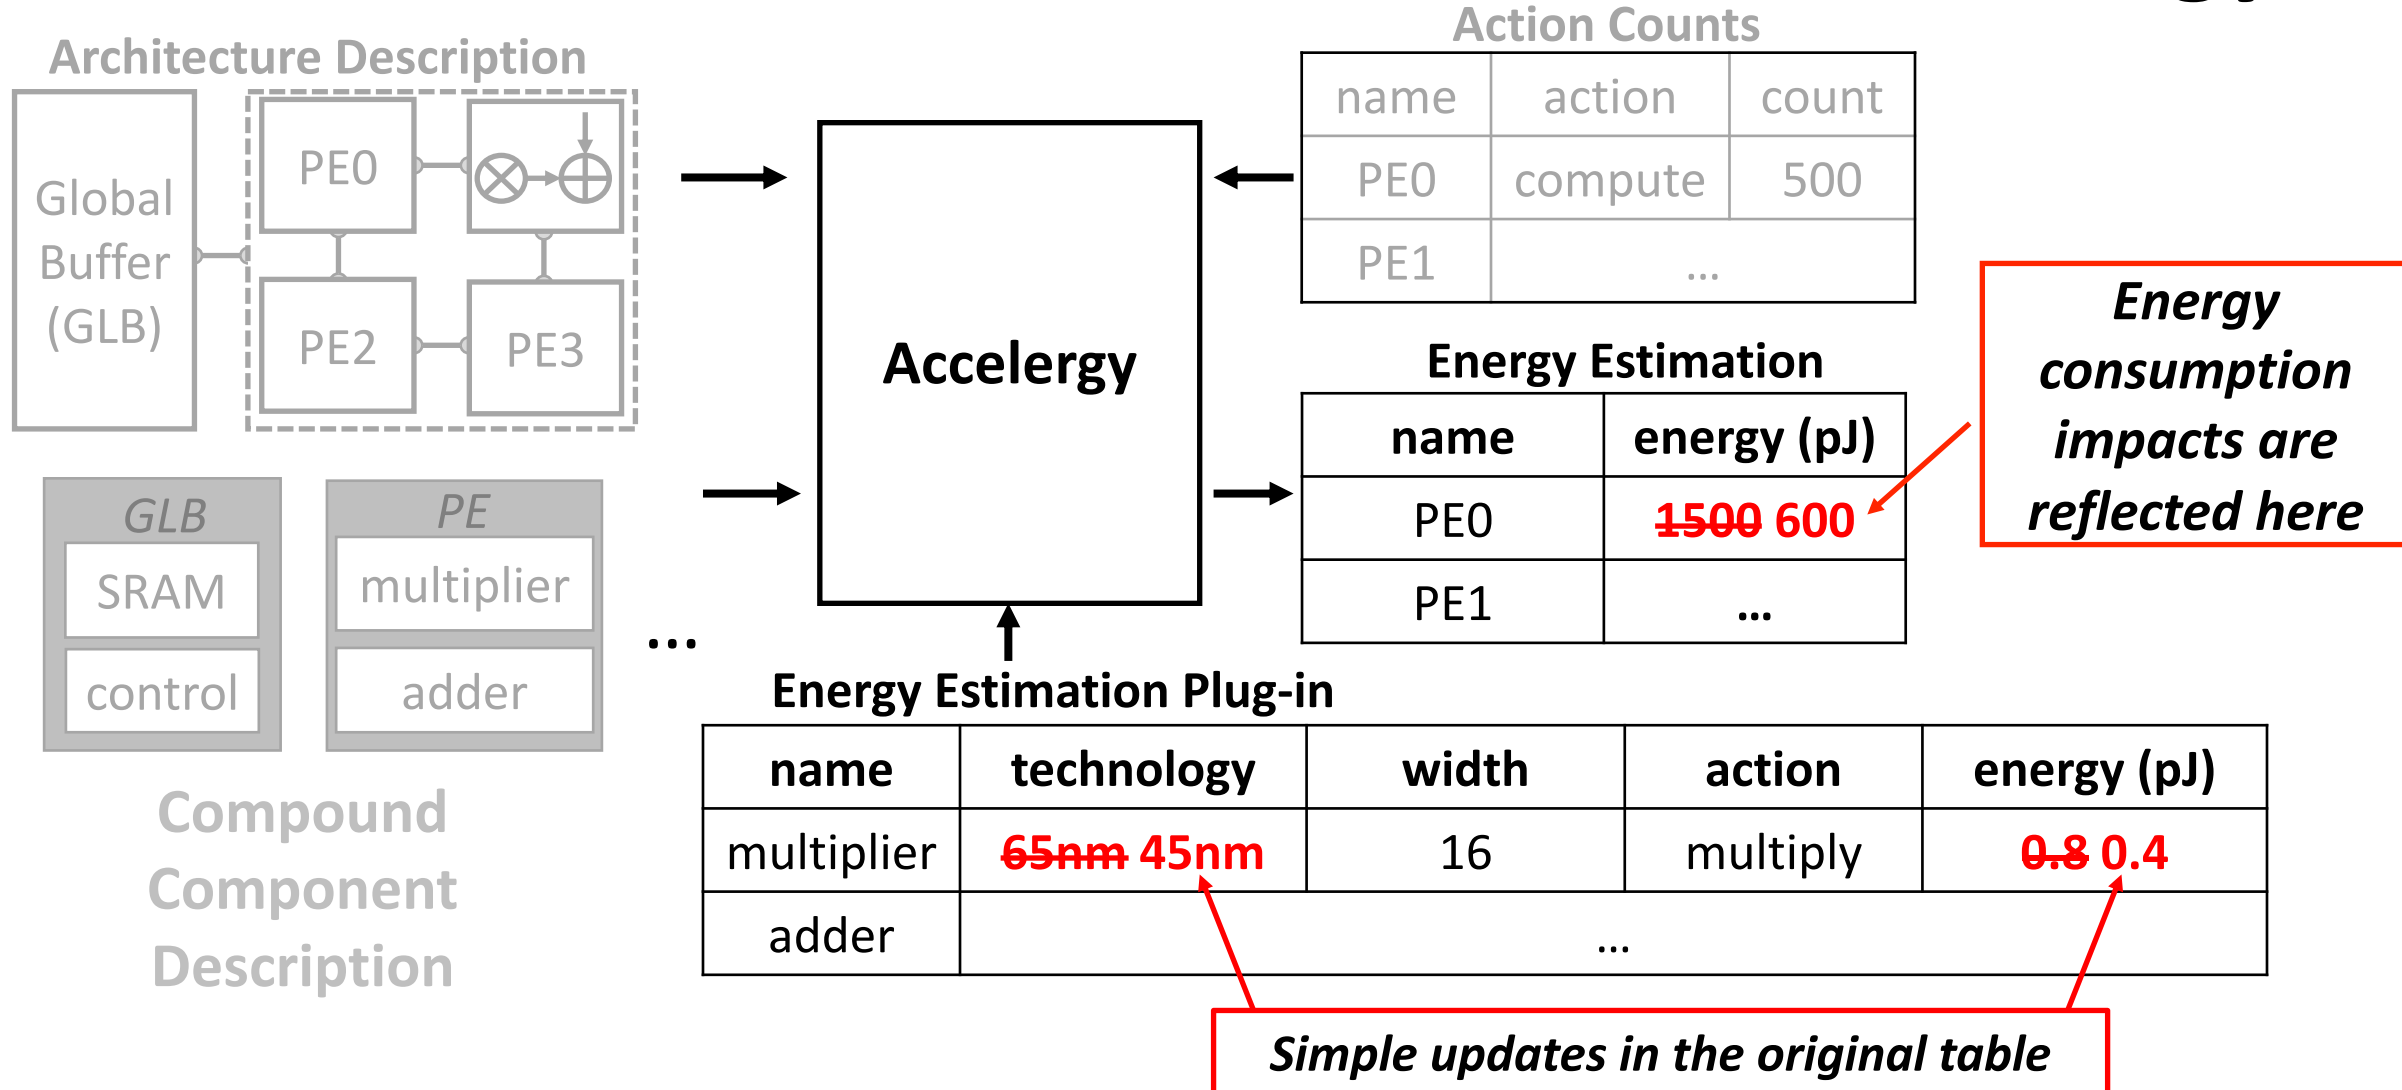 Architecture Description
Global
Buffer
(GLB)
PE0
PE2
PE3
GLB
SRAM
control
PE
multiplier
adder
...
Compound
Component
Description
Accelergy
Action Counts
name action count
PE0 compute 500
PE1 ...
Energy Estimation
name energy (pJ)
PE0 1500 600
PE1 ...
Energy
consumption
impacts are
reflected here
Energy Estimation Plug-in
name technology width action energy (pJ)
multiplier 65nm 45nm 16 multiply 0.8 0.4
adder ...
Simple updates in the original table